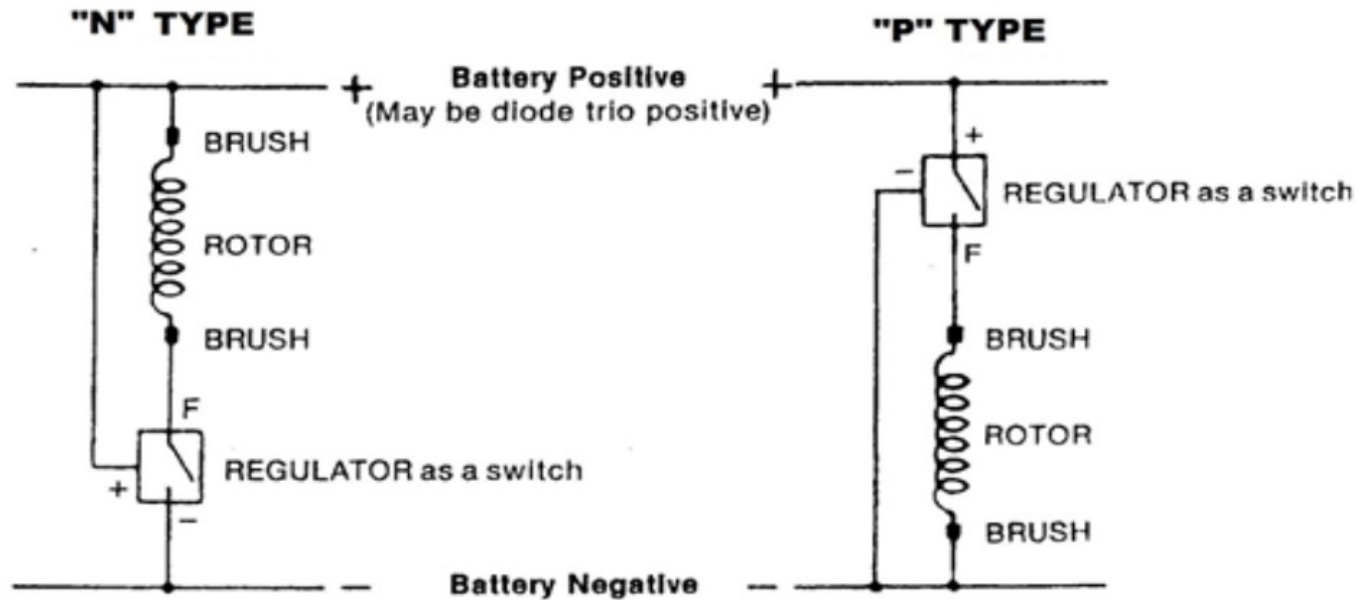 "N" TYPE
"P" TYPE
+ Battery Positive +
(May be diode trio positive)
BRUSH
ROTOR
BRUSH
F
REGULATOR as a switch
+
−
+
−
REGULATOR as a switch
F
BRUSH
ROTOR
BRUSH
− Battery Negative −